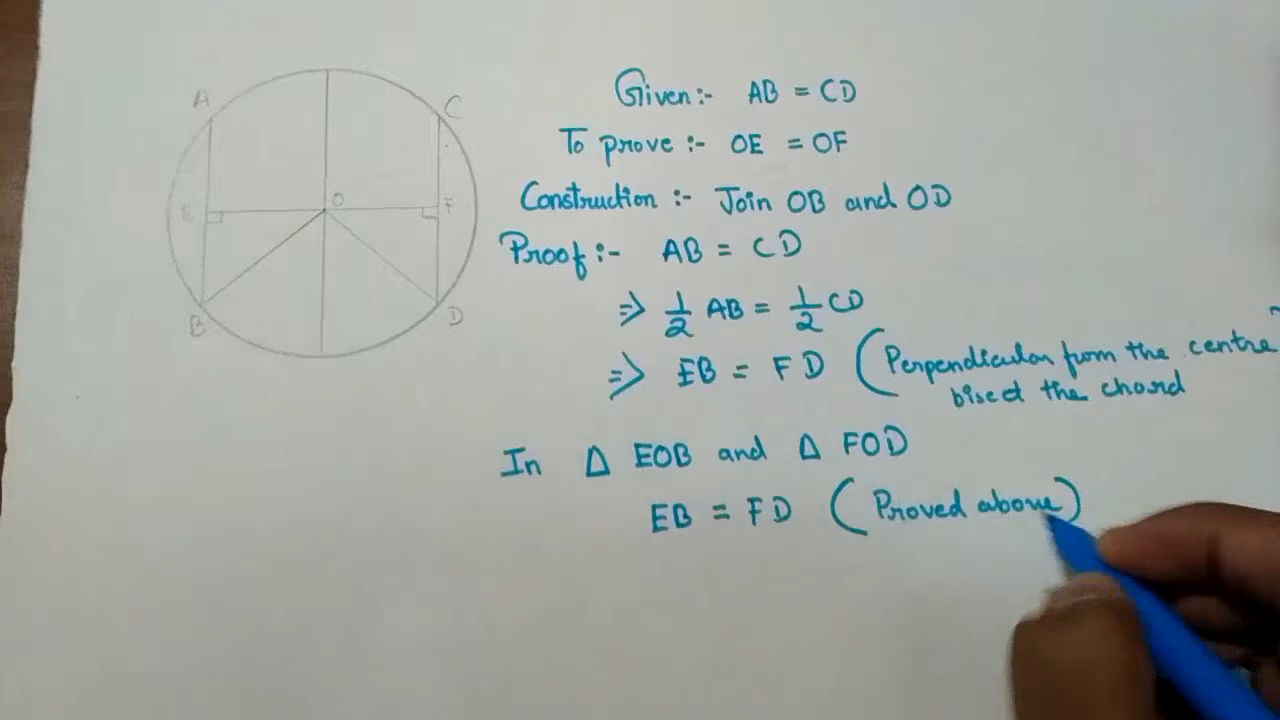 A
C
E
O
F
B
D
Given:- AB = CD
To prove :- OE = OF
Construction :- Join OB and OD
Proof :- AB = CD
⇒ 1/2 AB = 1/2 CD
⇒ EB = FD (Perpendicular from the centre
bisect the chord
In Δ EOB and Δ FOD
EB = FD (Proved above)